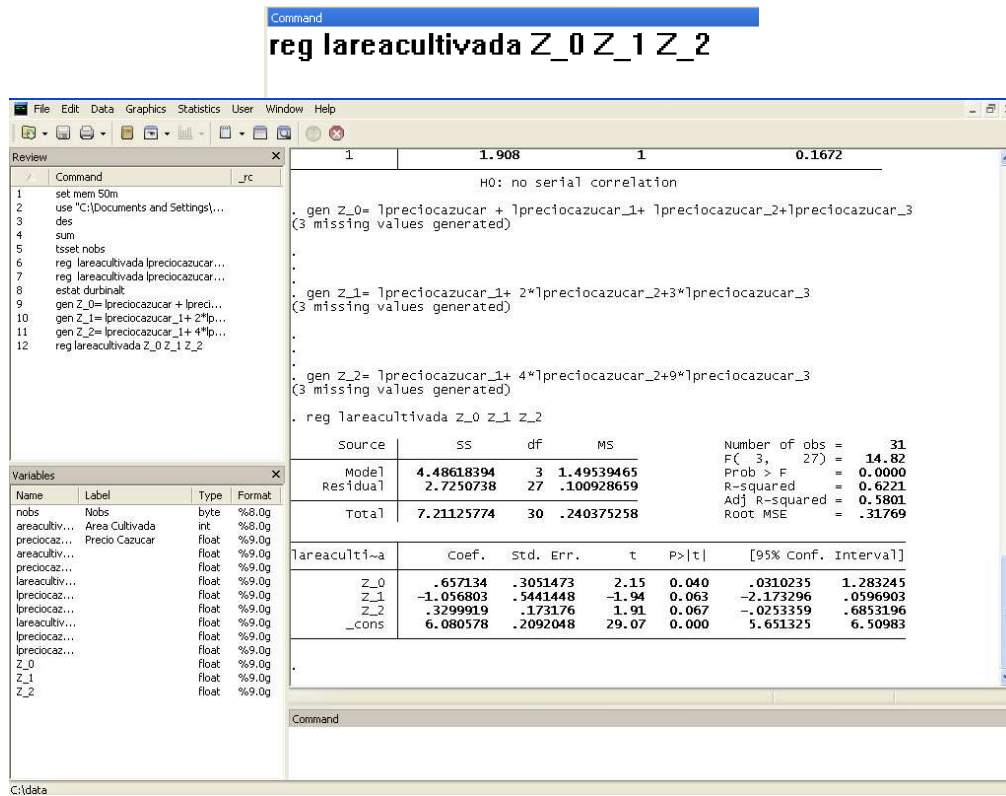 Command
reg lareacultivada Z_0 Z_1 Z_2
File Edit Data Graphics Statistics User Window Help
Review
Command _rc
1 set mem 50m
2 use "C:\Documents and Settings\...
3 des
4 sum
5 tsset nobs
6 reg lareacultivada lpreciocazucar...
7 reg lareacultivada lpreciocazucar...
8 estat durbinalt
9 gen Z_0= lpreciocazucar + lpreci...
10 gen Z_1= lpreciocazucar_1+ 2*lp...
11 gen Z_2= lpreciocazucar_1+ 4*lp...
12 reg lareacultivada Z_0 Z_1 Z_2
Variables
Name Label Type Format
nobs Nobs byte %8.0g
areacultiv... Area Cultivada int %8.0g
preciocaz... Precio Cazucar float %9.0g
areacultiv... float %9.0g
preciocaz... float %9.0g
lareacultiv... float %9.0g
lpreciocaz... float %9.0g
lpreciocaz... float %9.0g
lareacultiv... float %9.0g
lpreciocaz... float %9.0g
lpreciocaz... float %9.0g
Z_0 float %9.0g
Z_1 float %9.0g
Z_2 float %9.0g
1 1.908 1 0.1672
H0: no serial correlation
. gen Z_0= lpreciocazucar + lpreciocazucar_1+ lpreciocazucar_2+lpreciocazucar_3
(3 missing values generated)
.
.
. gen Z_1= lpreciocazucar_1+ 2*lpreciocazucar_2+3*lpreciocazucar_3
(3 missing values generated)
.
.
.
. gen Z_2= lpreciocazucar_1+ 4*lpreciocazucar_2+9*lpreciocazucar_3
(3 missing values generated)
. reg lareacultivada Z_0 Z_1 Z_2
Source SS df MS Number of obs = 31
F( 3, 27) = 14.82
Model 4.48618394 3 1.49539465 Prob > F = 0.0000
Residual 2.7250738 27 .100928659 R-squared = 0.6221
Adj R-squared = 0.5801
Total 7.21125774 30 .240375258 Root MSE = .31769
lareaculti~a Coef. Std. Err. t P>|t| [95% Conf. Interval]
Z_0 .657134 .3051473 2.15 0.040 .0310235 1.283245
Z_1 -1.056803 .5441448 -1.94 0.063 -2.173296 .0596903
Z_2 .3299919 .173176 1.91 0.067 -.0253359 .6853196
_cons 6.080578 .2092048 29.07 0.000 5.651325 6.50983
.
Command
C:\data